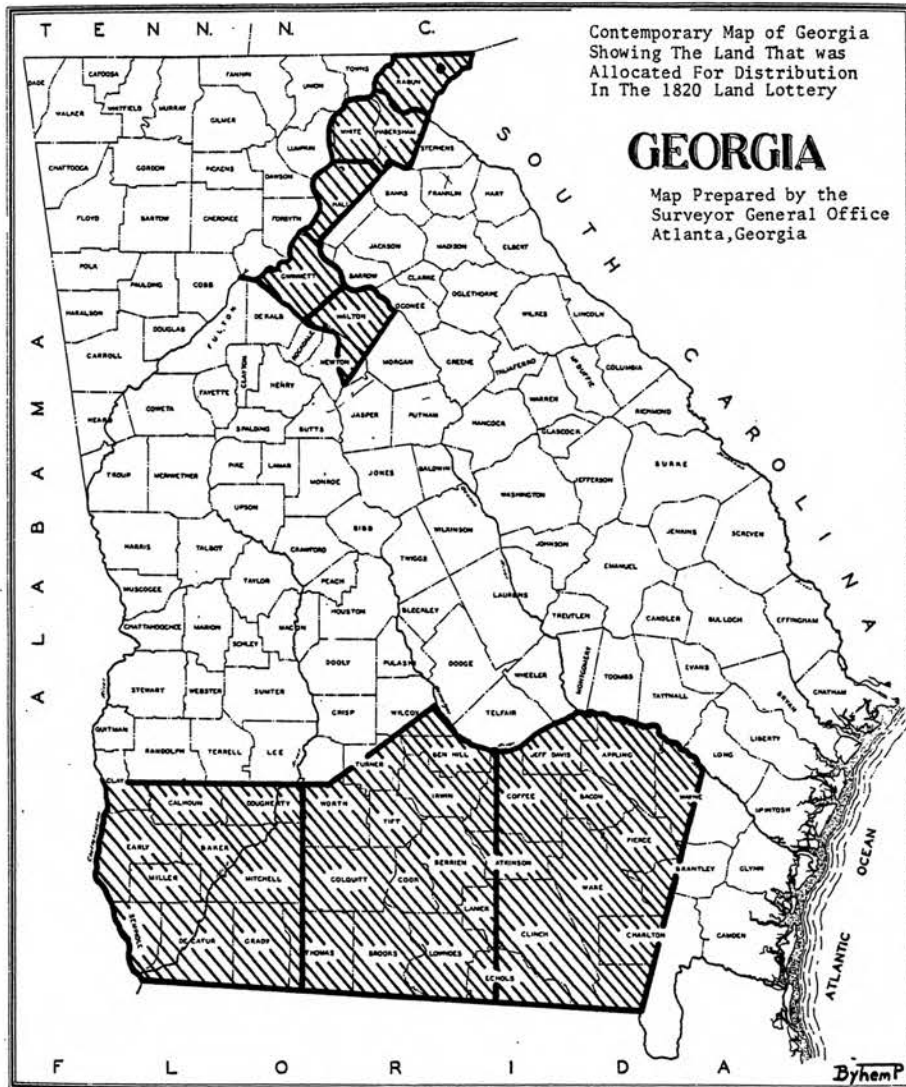 T E N N. N. C.
Contemporary Map of Georgia
Showing The Land That was
Allocated For Distribution
In The 1820 Land Lottery
GEORGIA
Map Prepared by the
Surveyor General Office
Atlanta,Georgia
SOUTH CAROLINA
ALABAMA
FLORIDA
ATLANTIC OCEAN
DADE
CATOOSA
FANNIN
UNION
TOWNS
RABUN
WALKER
WHITFIELD
MURRAY
GILMER
WHITE
HABERSHAM
STEPHENS
LUMPKIN
CHATTOOGA
GORDON
PICKENS
DAWSON
HALL
BANKS
FRANKLIN
HART
FLOYD
BARTOW
CHEROKEE
FORSYTH
JACKSON
MADISON
ELBERT
POLK
PAULDING
COBB
GWINNETT
BARROW
CLARKE
OGLETHORPE
HARALSON
DOUGLAS
FULTON
DE KALB
WALTON
OCONEE
WILKES
LINCOLN
CARROLL
CLAYTON
ROCKDALE
NEWTON
MORGAN
GREENE
TALIAFERRO
McDUFFIE
COLUMBIA
HEARD
COWETA
FAYETTE
HENRY
SPALDING
BUTTS
JASPER
PUTNAM
HANCOCK
WARREN
GLASCOCK
RICHMOND
TROUP
MERIWETHER
PIKE
LAMAR
MONROE
JONES
BALDWIN
WASHINGTON
JEFFERSON
BURKE
UPSON
BIBB
WILKINSON
JENKINS
SCREVEN
HARRIS
TALBOT
CRAWFORD
TWIGGS
JOHNSON
EMANUEL
MUSCOGEE
TAYLOR
PEACH
HOUSTON
BLECKLEY
LAURENS
TREUTLEN
CANDLER
BULLOCH
EFFINGHAM
CHATTAHOOCHEE
MARION
SCHLEY
MACON
DOOLY
PULASKI
DODGE
WHEELER
MONTGOMERY
TOOMBS
EVANS
TATTNALL
BRYAN
CHATHAM
STEWART
WEBSTER
SUMTER
CRISP
WILCOX
TELFAIR
QUITMAN
RANDOLPH
TERRELL
LEE
TURNER
BEN HILL
JEFF DAVIS
APPLING
LONG
LIBERTY
CLAY
CALHOUN
DOUGHERTY
WORTH
TIFT
IRWIN
COFFEE
BACON
WAYNE
McINTOSH
EARLY
BAKER
PIERCE
MILLER
MITCHELL
COLQUITT
COOK
BERRIEN
ATKINSON
WARE
BRANTLEY
GLYNN
LANIER
SEMINOLE
DECATUR
GRADY
THOMAS
BROOKS
LOWNDES
ECHOLS
CLINCH
CHARLTON
CAMDEN